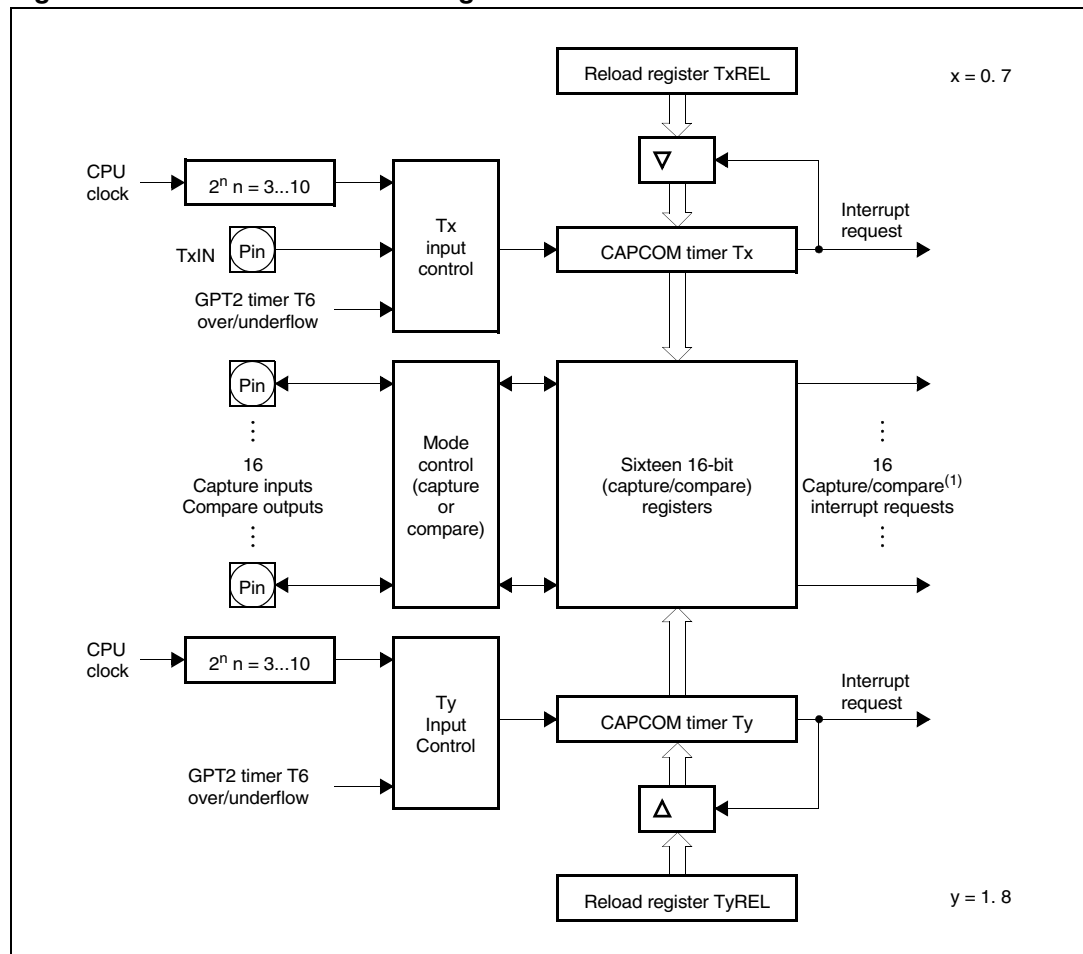 Reload register TxREL
x = 0. 7
CPU
clock
2ⁿ n = 3...10
Tx
input
control
Interrupt
request
TxIN
Pin
CAPCOM timer Tx
GPT2 timer T6
over/underflow
Pin
16
Capture inputs
Compare outputs
Pin
Mode
control
(capture
or
compare)
Sixteen 16-bit
(capture/compare)
registers
16
Capture/compare(1)
interrupt requests
CPU
clock
2ⁿ n = 3...10
Ty
Input
Control
Interrupt
request
CAPCOM timer Ty
GPT2 timer T6
over/underflow
Reload register TyREL
y = 1. 8